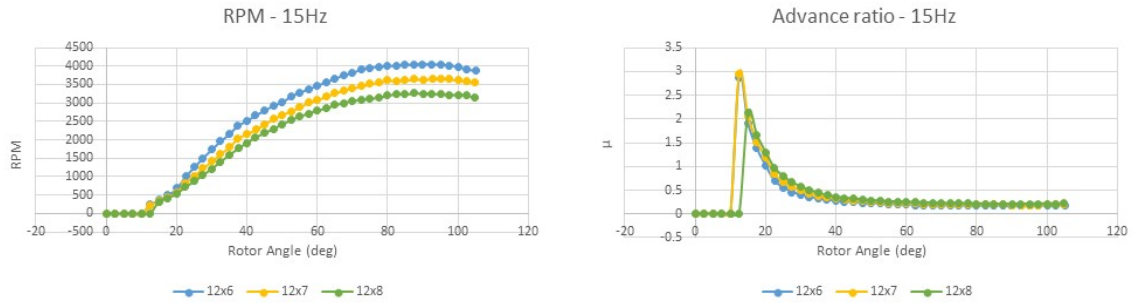 RPM - 15Hz
4500
4000
3500
3000
2500
2000
1500
1000
500
0
-500
-20 0 20 40 60 80 100 120
RPM
Rotor Angle (deg)
12x6 12x7 12x8
Advance ratio - 15Hz
3.5
3
2.5
2
1.5
1
0.5
0
0.5
-20 0 20 40 60 80 100 120
µ
Rotor Angle (deg)
12x6 12x7 12x8